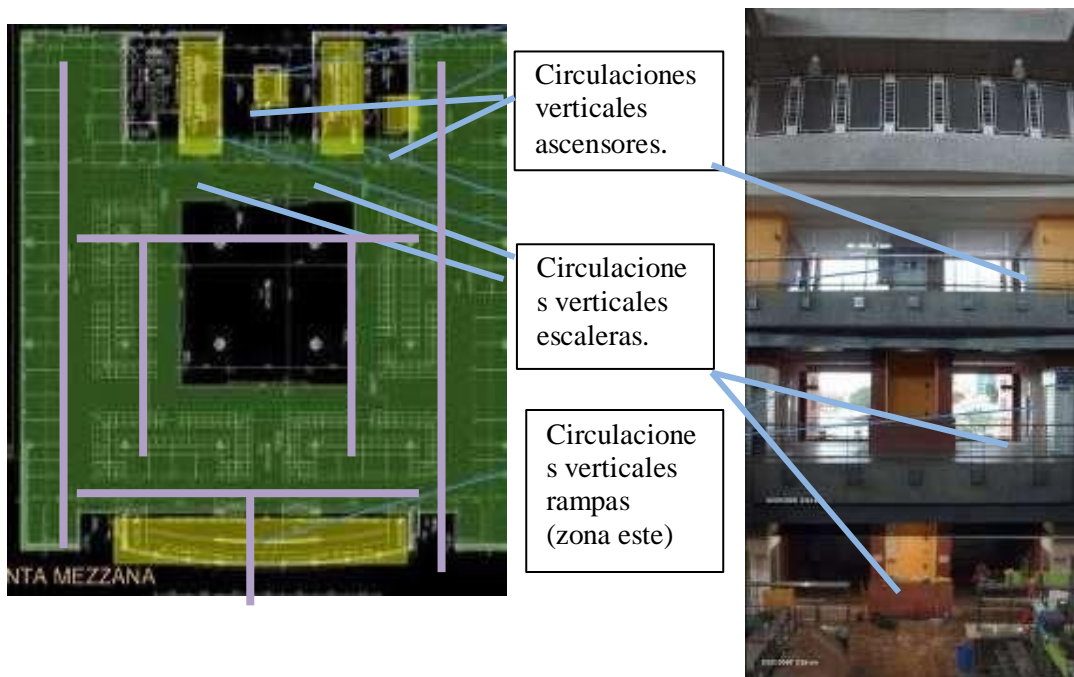 Circulaciones
verticales
ascensores.
Circulacione
s verticales
escaleras.
Circulacione
s verticales
rampas
(zona este)
NTA MEZZANA